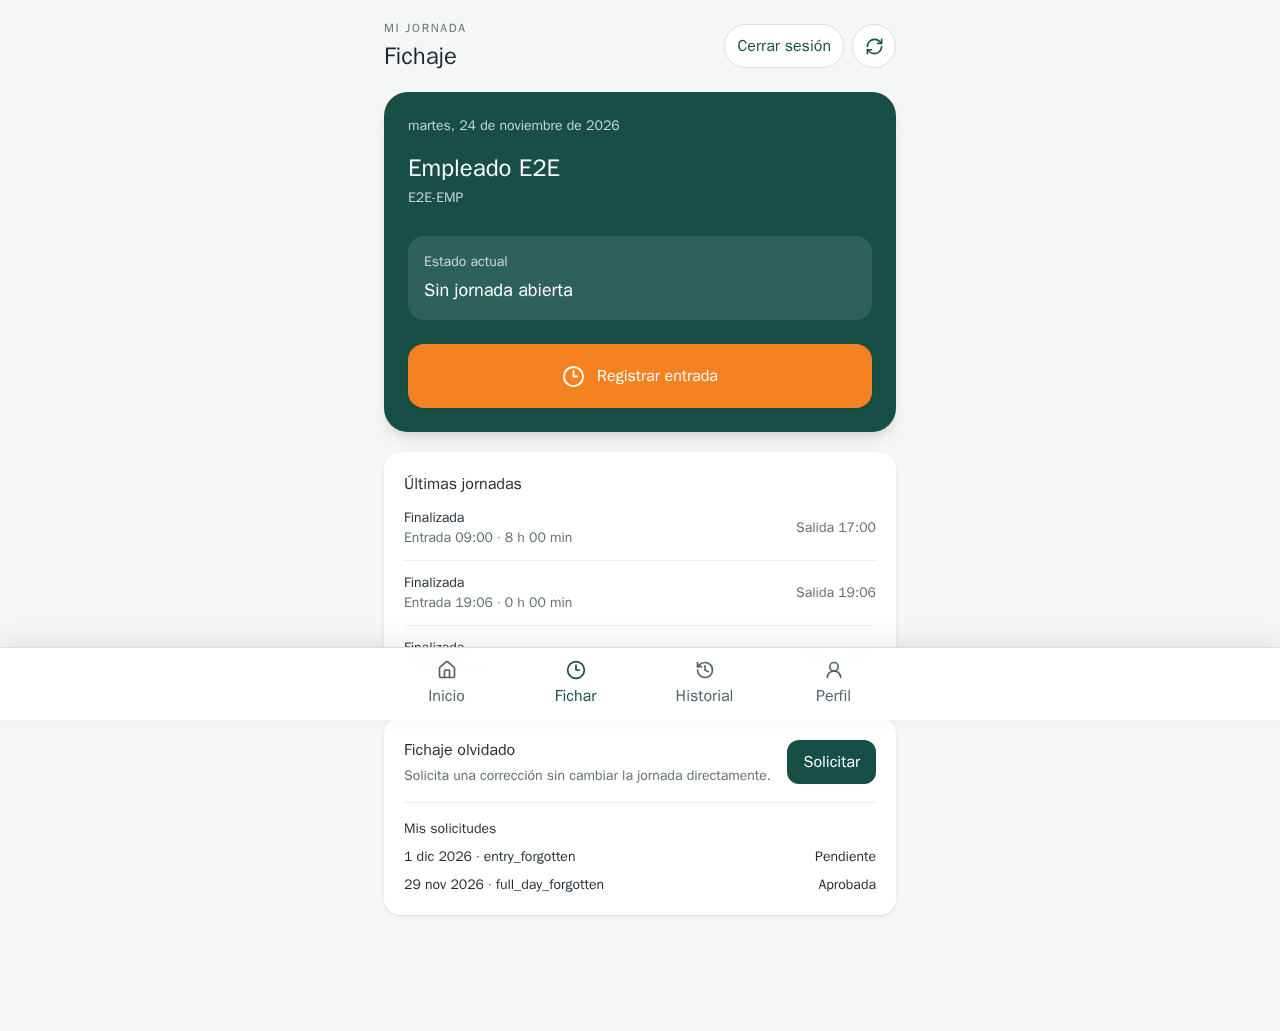 MI JORNADA
Fichaje
Cerrar sesión
martes, 24 de noviembre de 2026
Empleado E2E
E2E-EMP
Estado actual
Sin jornada abierta
Registrar entrada
Últimas jornadas
Finalizada
Entrada 09:00 · 8 h 00 min
Salida 17:00
Finalizada
Entrada 19:06 · 0 h 00 min
Salida 19:06
Finalizada
Inicio
Fichar
Historial
Perfil
Fichaje olvidado
Solicita una corrección sin cambiar la jornada directamente.
Solicitar
Mis solicitudes
1 dic 2026 · entry_forgotten
Pendiente
29 nov 2026 · full_day_forgotten
Aprobada